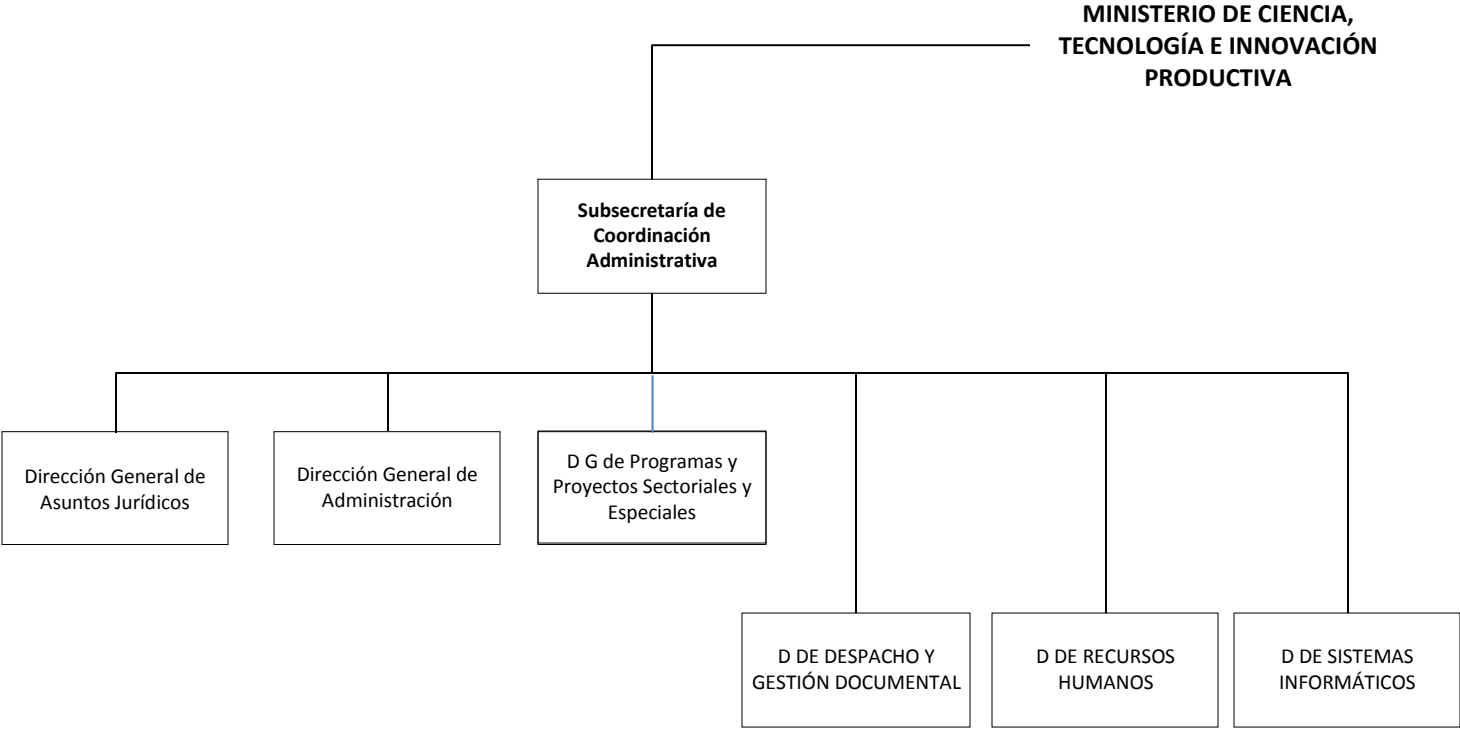 MINISTERIO DE CIENCIA,
TECNOLOGÍA E INNOVACIÓN
PRODUCTIVA
Subsecretaría de
Coordinación
Administrativa
Dirección General de
Asuntos Jurídicos
Dirección General de
Administración
D G de Programas y
Proyectos Sectoriales y
Especiales
D DE DESPACHO Y
GESTIÓN DOCUMENTAL
D DE RECURSOS
HUMANOS
D DE SISTEMAS
INFORMÁTICOS